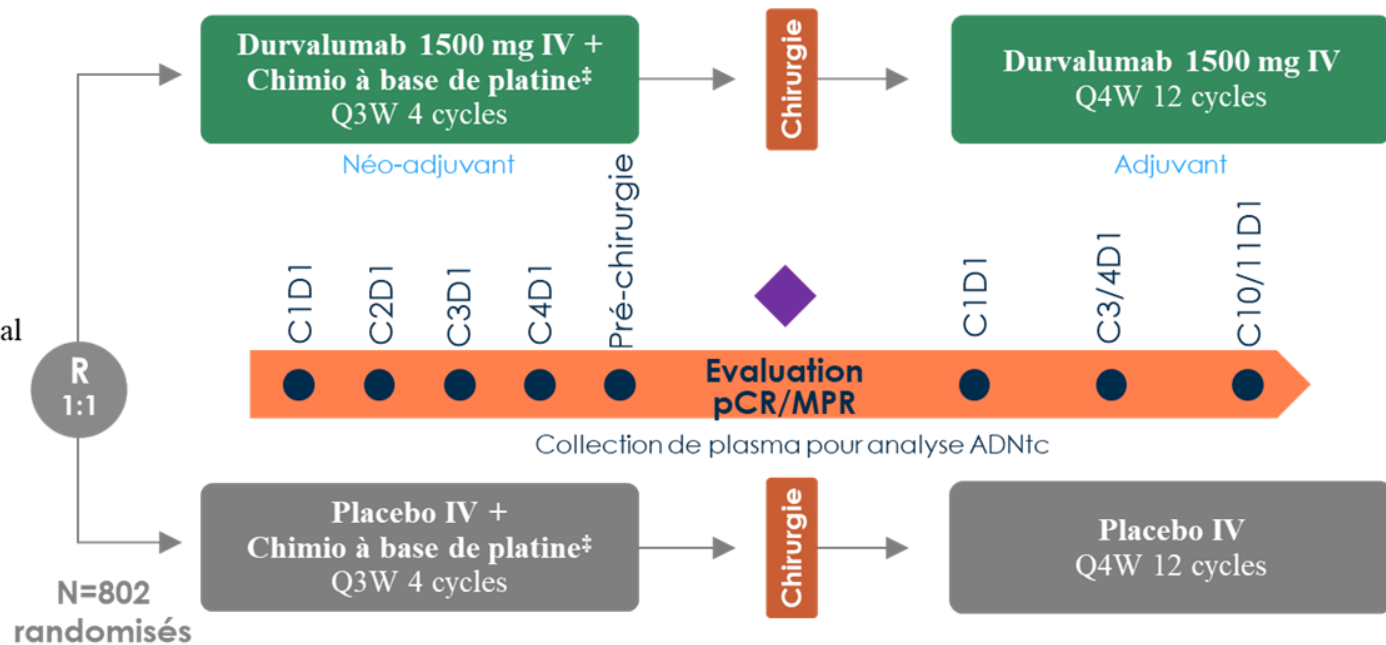 Durvalumab 1500 mg IV +
Chimio à base de platine‡
Q3W 4 cycles
Chirurgie
Durvalumab 1500 mg IV
Q4W 12 cycles
Néo-adjuvant
Adjuvant
C1D1
C2D1
C3D1
C4D1
Pré-chirurgie
C1D1
C3/4D1
C10/11D1
al
R
1:1
Evaluation
pCR/MPR
Collection de plasma pour analyse ADNtc
Placebo IV +
Chimio à base de platine‡
Q3W 4 cycles
Chirurgie
Placebo IV
Q4W 12 cycles
N=802
randomisés